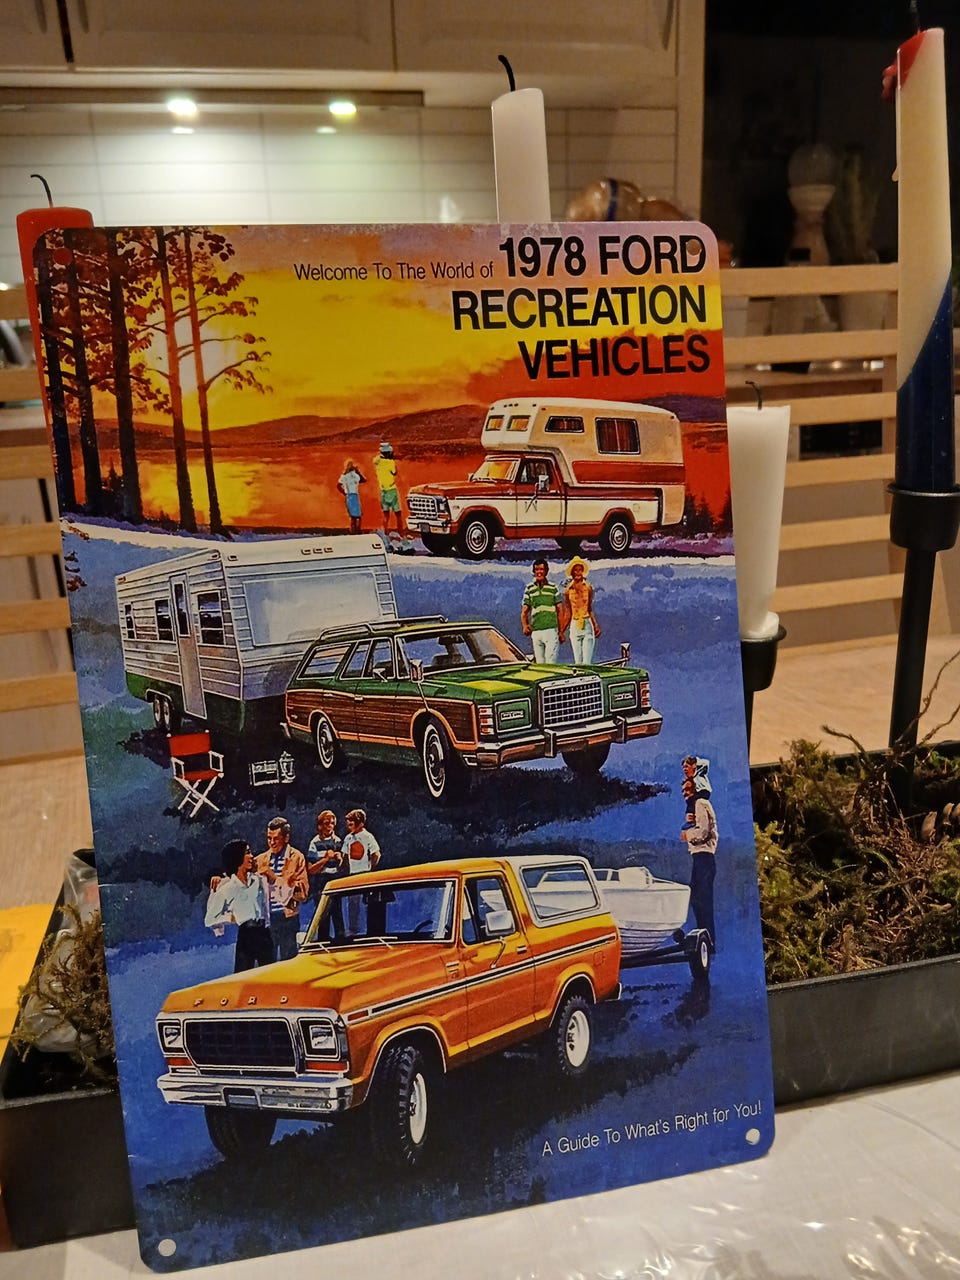 Welcome To The World of 1978 FORD
RECREATION
VEHICLES
FORD
A Guide To What's Right for You!